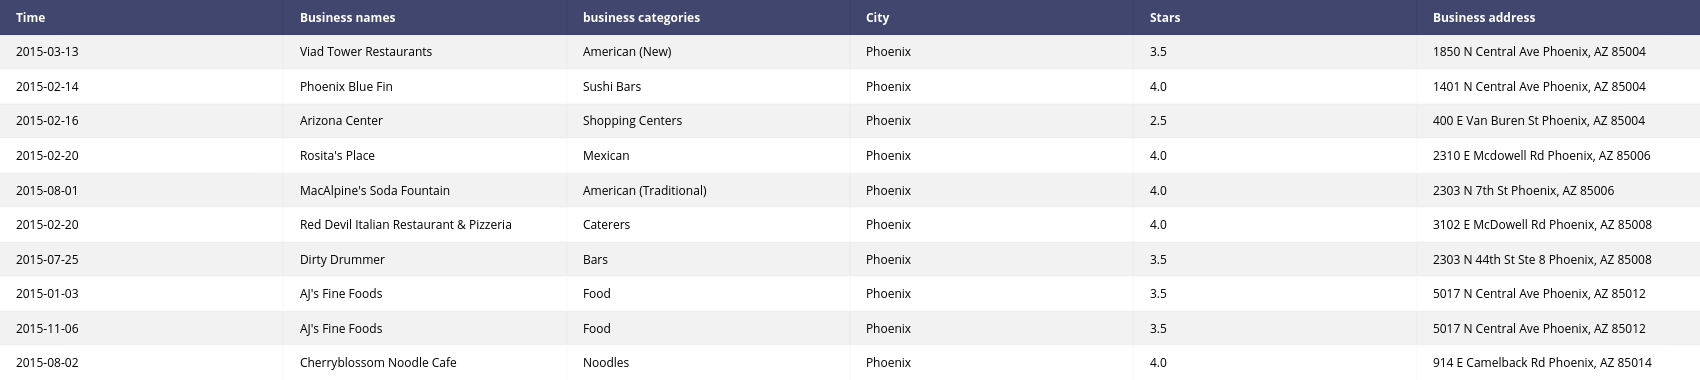 Time Business names business categories City Stars Business address
2015-03-13 Viad Tower Restaurants American (New) Phoenix 3.5 1850 N Central Ave Phoenix, AZ 85004
2015-02-14 Phoenix Blue Fin Sushi Bars Phoenix 4.0 1401 N Central Ave Phoenix, AZ 85004
2015-02-16 Arizona Center Shopping Centers Phoenix 2.5 400 E Van Buren St Phoenix, AZ 85004
2015-02-20 Rosita's Place Mexican Phoenix 4.0 2310 E Mcdowell Rd Phoenix, AZ 85006
2015-08-01 MacAlpine's Soda Fountain American (Traditional) Phoenix 4.0 2303 N 7th St Phoenix, AZ 85006
2015-02-20 Red Devil Italian Restaurant & Pizzeria Caterers Phoenix 4.0 3102 E McDowell Rd Phoenix, AZ 85008
2015-07-25 Dirty Drummer Bars Phoenix 3.5 2303 N 44th St Ste 8 Phoenix, AZ 85008
2015-01-03 AJ's Fine Foods Food Phoenix 3.5 5017 N Central Ave Phoenix, AZ 85012
2015-11-06 AJ's Fine Foods Food Phoenix 3.5 5017 N Central Ave Phoenix, AZ 85012
2015-08-02 Cherryblossom Noodle Cafe Noodles Phoenix 4.0 914 E Camelback Rd Phoenix, AZ 85014